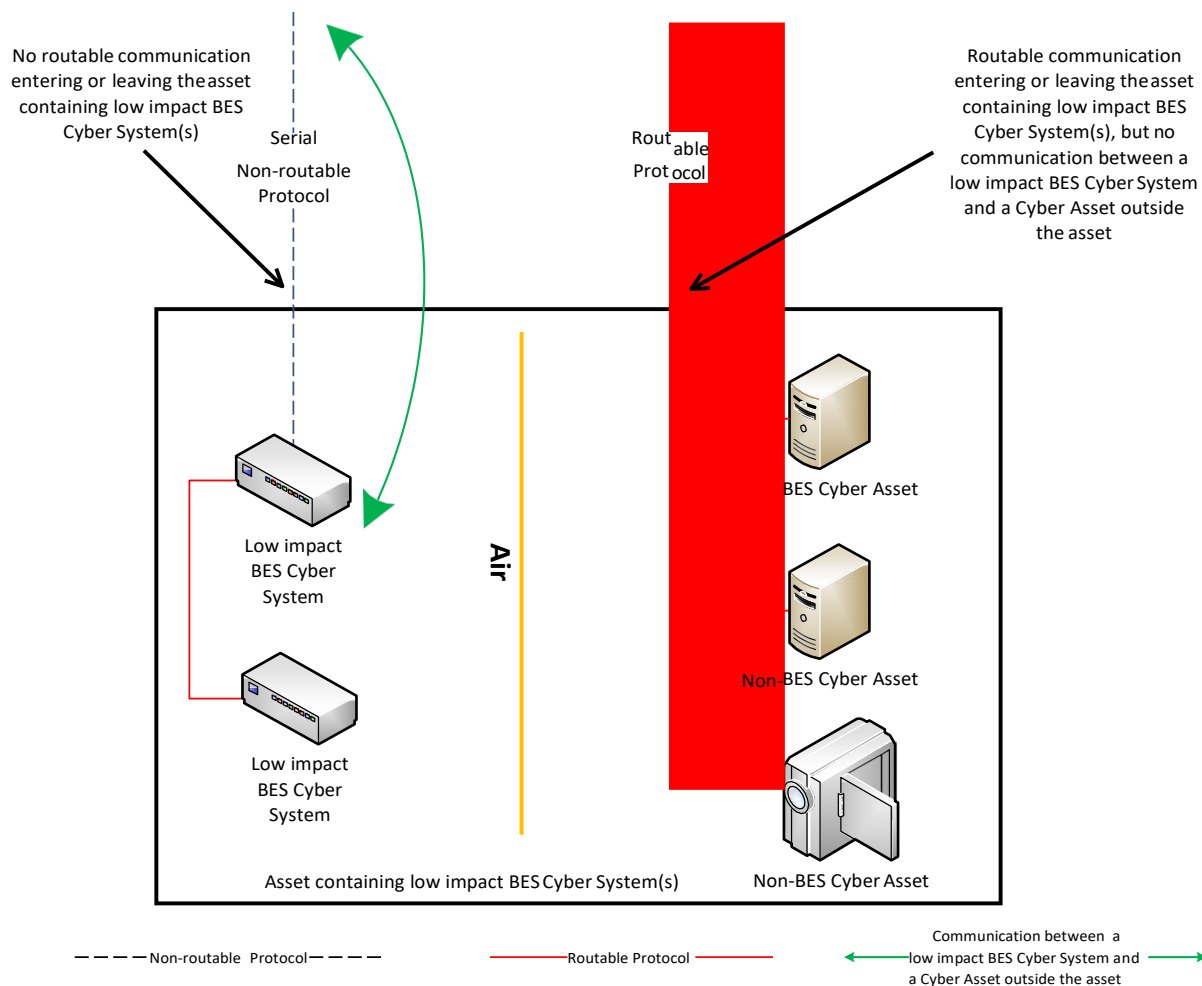 No routable communication
entering or leaving the asset
containing low impact BES
Cyber System(s)
Serial
Non-routable
Protocol
Routable
Protocol
Routable communication
entering or leaving the asset
containing low impact BES
Cyber System(s), but no
communication between a
low impact BES Cyber System
and a Cyber Asset outside
the asset
Low impact
BES Cyber
System
Low impact
BES Cyber
System
Air
BES Cyber Asset
Non-BES Cyber Asset
Non-BES Cyber Asset
Asset containing low impact BES Cyber System(s)
Non-routable Protocol
Routable Protocol
Communication between a
low impact BES Cyber System and
a Cyber Asset outside the asset